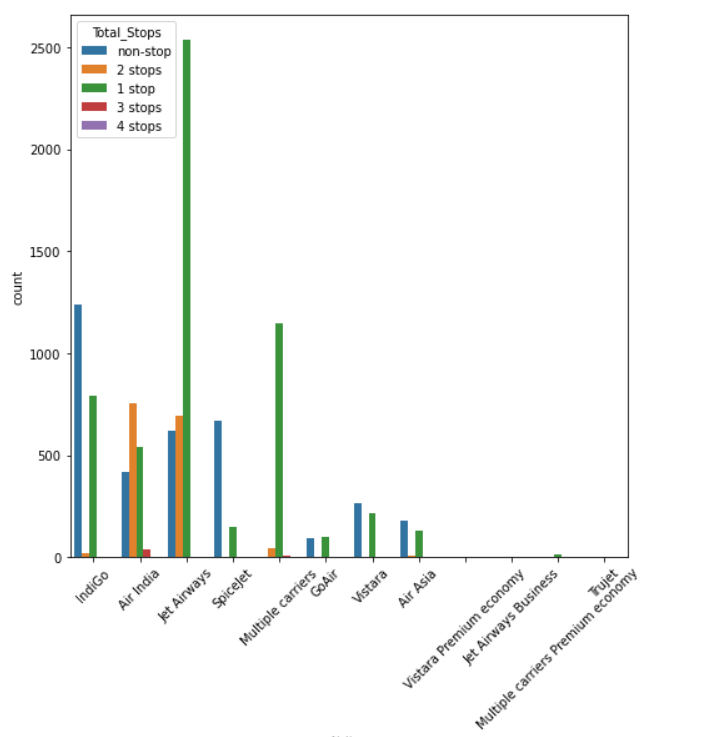 Total_Stops
non-stop
2 stops
1 stop
3 stops
4 stops
2500
2000
1500
1000
500
0
count
IndiGo
Air India
Jet Airways
SpiceJet
Multiple carriers
GoAir
Vistara
Air Asia
Vistara Premium economy
Jet Airways Business
Multiple carriers Premium economy
Trujet